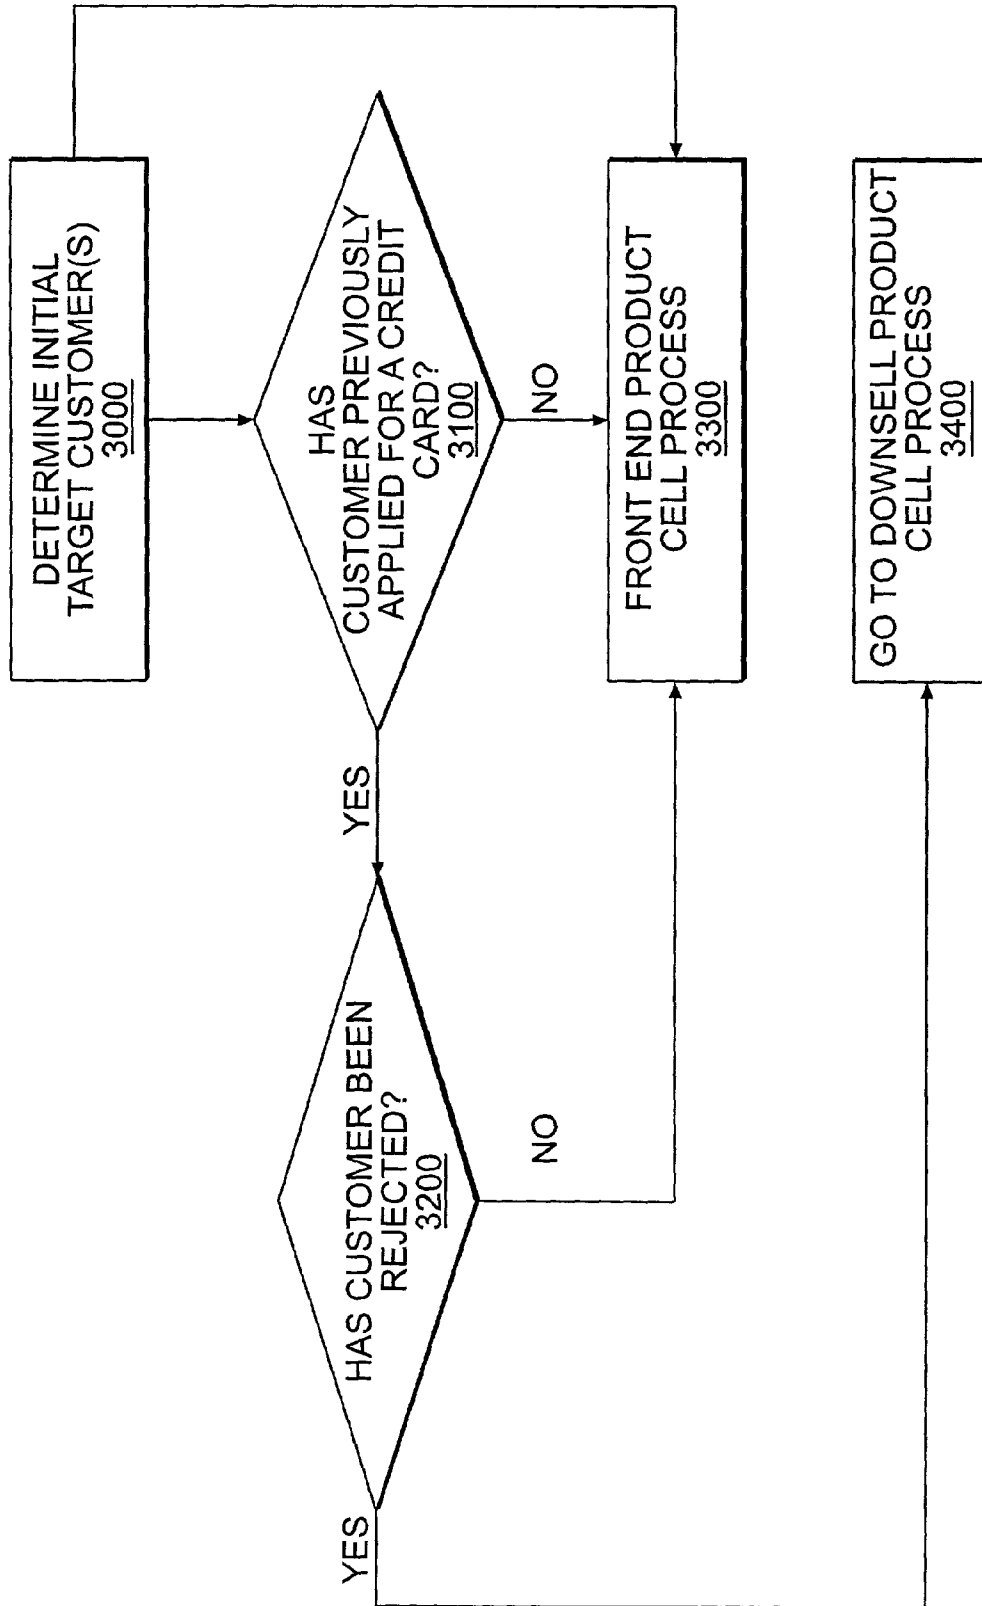 DETERMINE INITIAL
TARGET CUSTOMER(S)
3000
HAS
CUSTOMER PREVIOUSLY
APPLIED FOR A CREDIT
CARD?
3100
YES
NO
HAS CUSTOMER BEEN
REJECTED?
3200
YES
NO
FRONT END PRODUCT
CELL PROCESS
3300
GO TO DOWNSELL PRODUCT
CELL PROCESS
3400